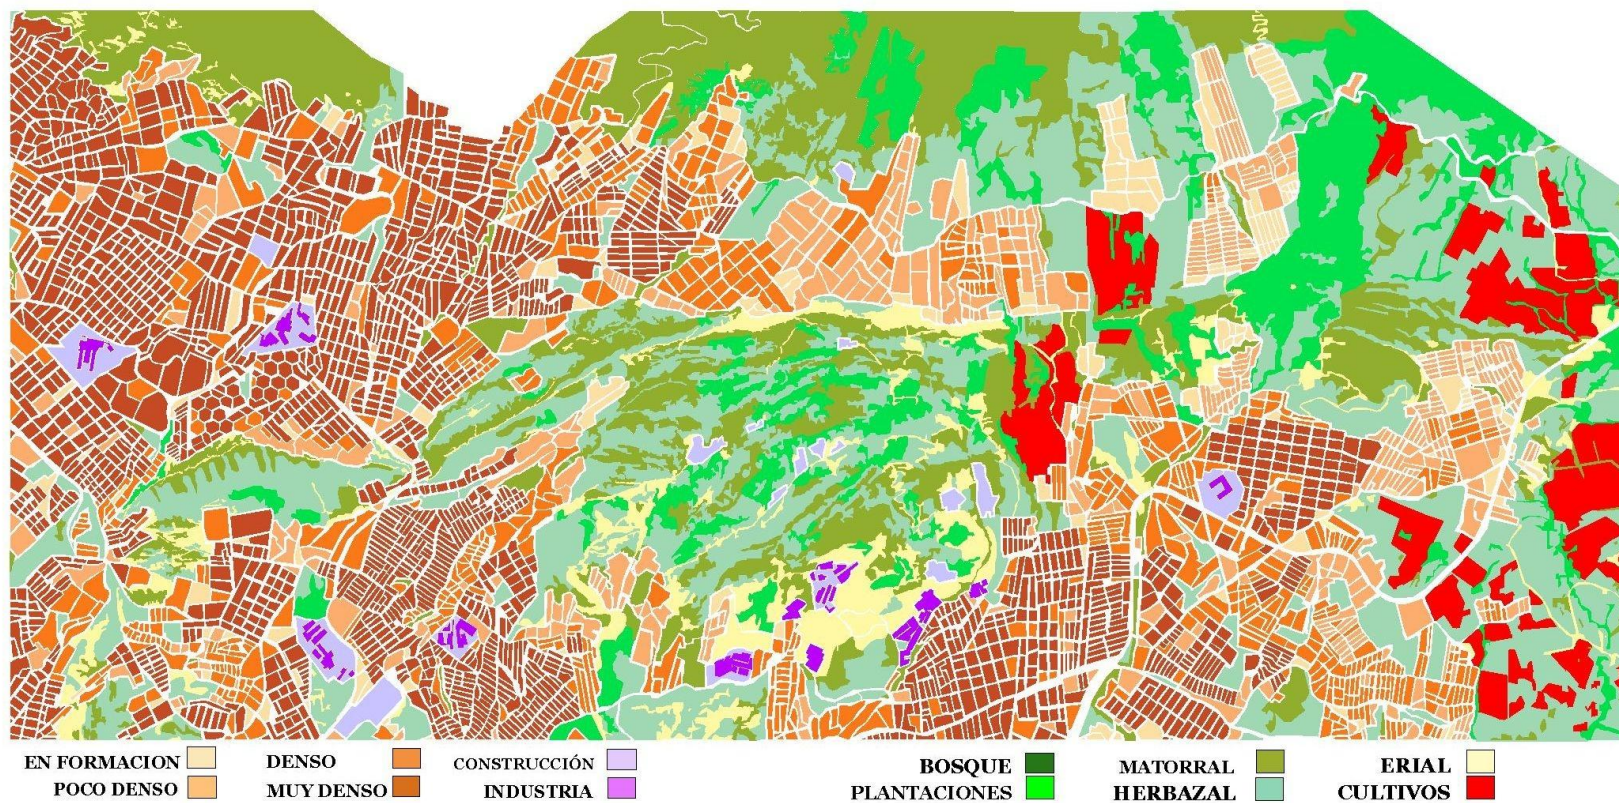 EN FORMACION DENSO CONSTRUCCIÓN BOSQUE MATORRAL ERIAL
POCO DENSO MUY DENSO INDUSTRIA PLANTACIONES HERBAZAL CULTIVOS